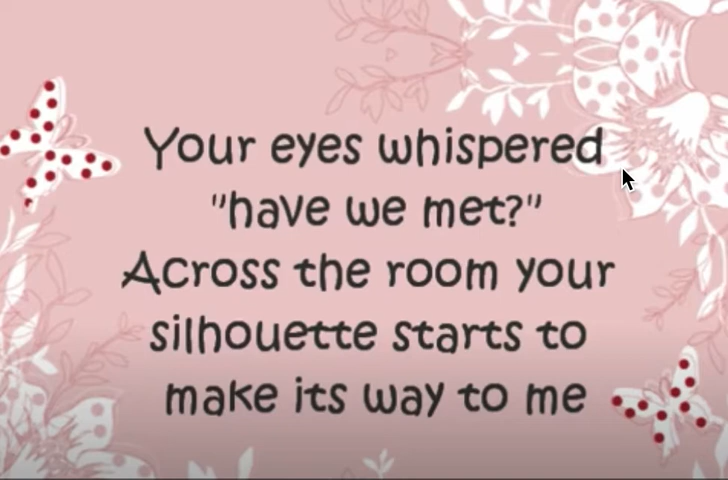 Your eyes whispered
"have we met?"
Across the room your
silhouette starts to
make its way to me